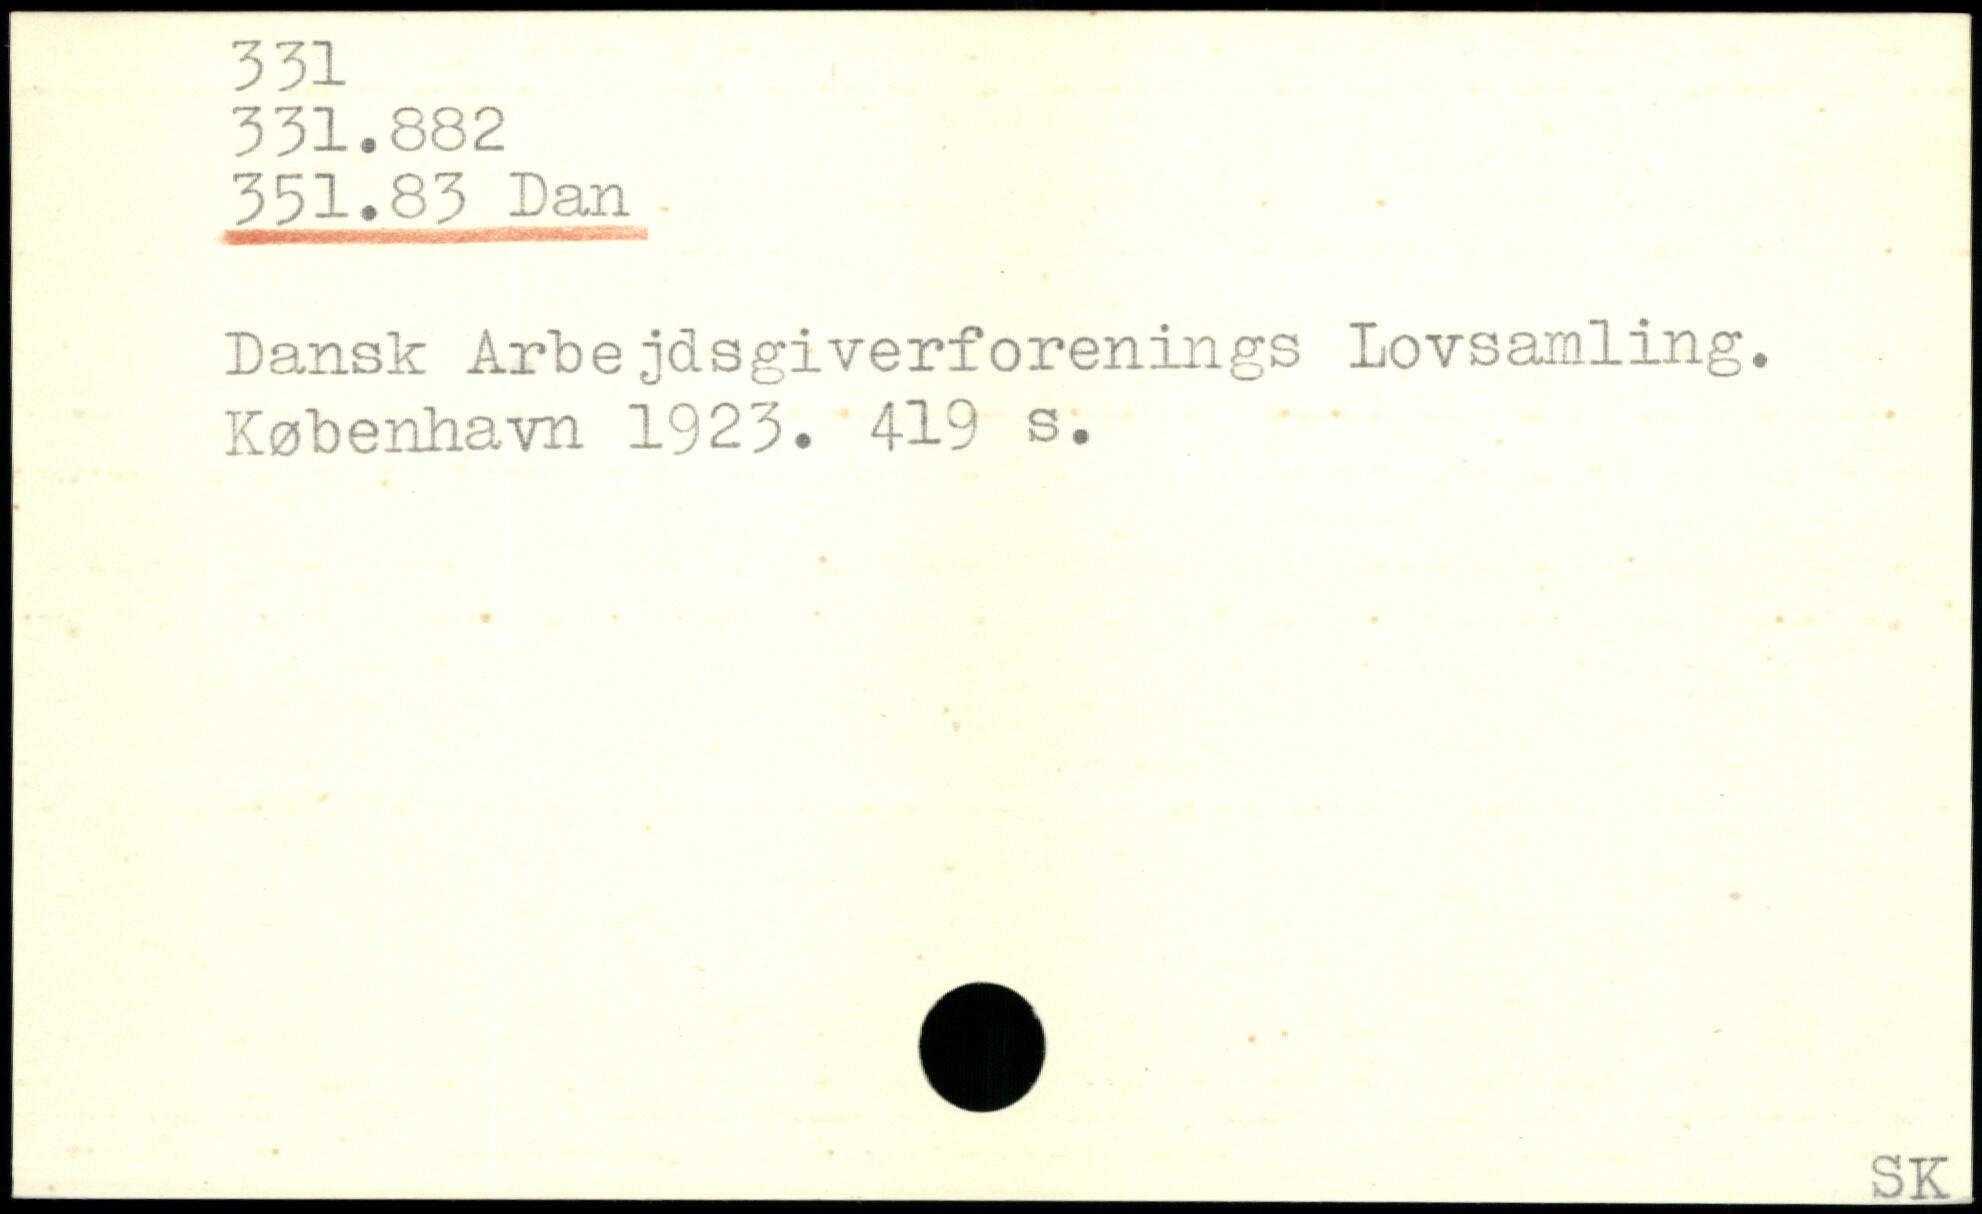 331
331.882
351.83 Dan
Dansk Arbejdsgiverforenings Lovsamling.
København 1923. 419 s.
SK